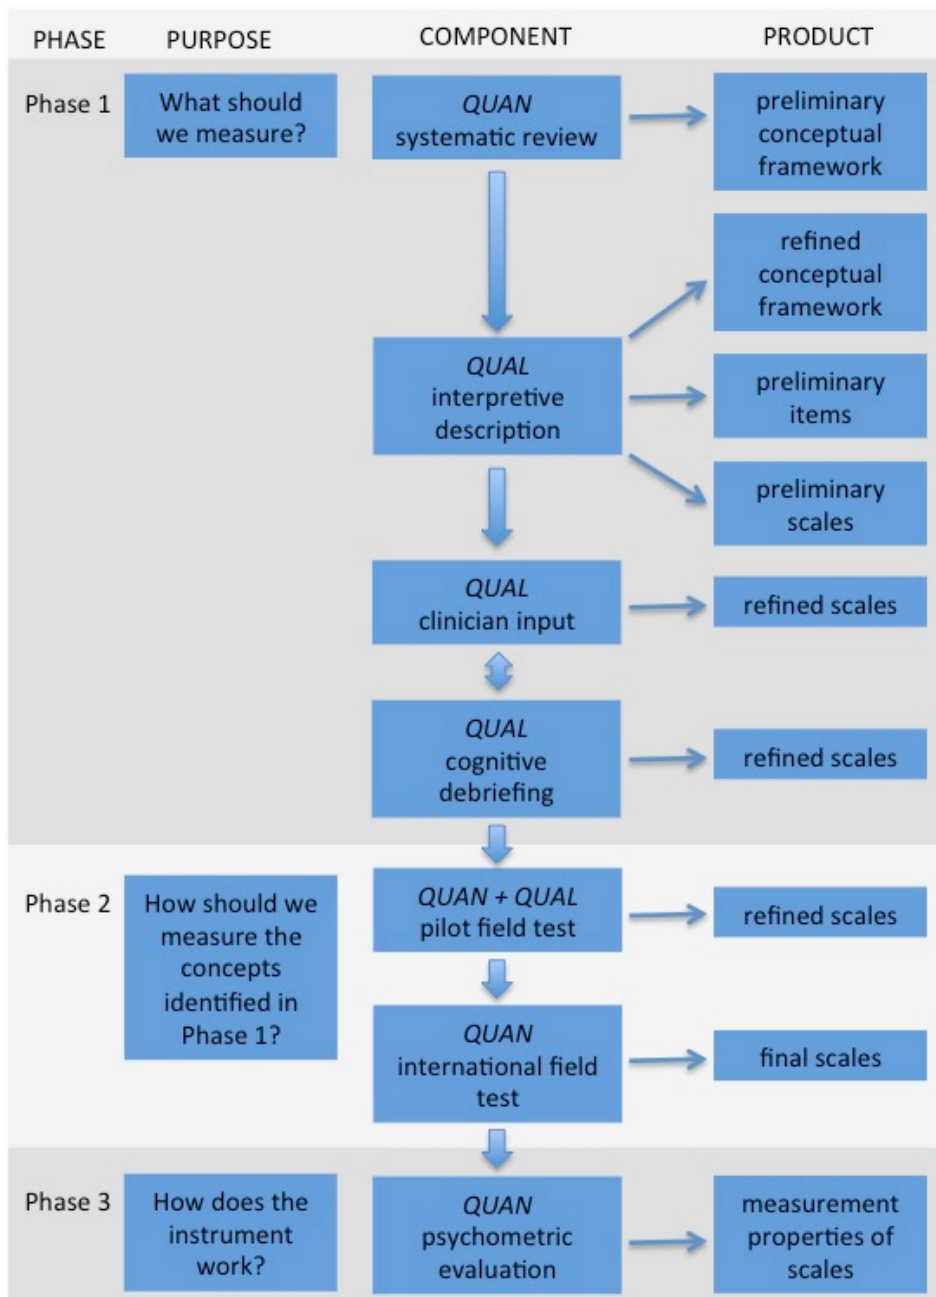 PHASE PURPOSE COMPONENT PRODUCT
Phase 1
What should
we measure?
QUAN
systematic review
preliminary
conceptual
framework
refined
conceptual
framework
QUAL
interpretive
description
preliminary
items
preliminary
scales
QUAL
clinician input
refined scales
QUAL
cognitive
debriefing
refined scales
Phase 2
How should we
measure the
concepts
identified in
Phase 1?
QUAN + QUAL
pilot field test
refined scales
QUAN
international field
test
final scales
Phase 3
How does the
instrument
work?
QUAN
psychometric
evaluation
measurement
properties of
scales